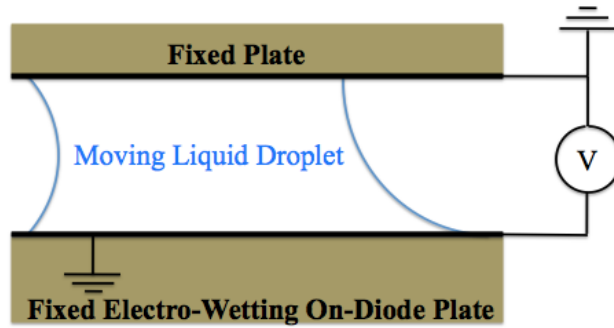 Fixed Plate
Moving Liquid Droplet
V
Fixed Electro-Wetting On-Diode Plate